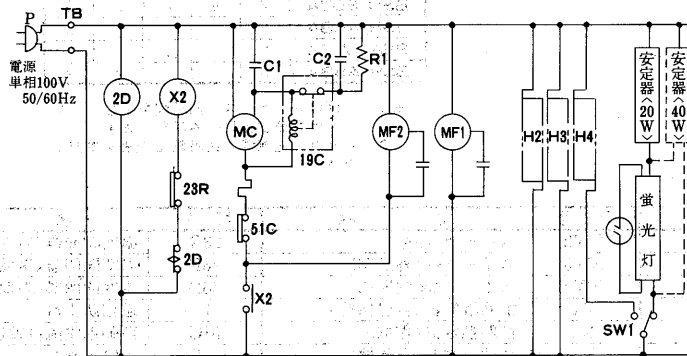 P
TB
電源
単相100V
50/60Hz
2D
X2
23R
2D
MC
C1
C2
R1
19C
51C
X2
MF2
MF1
H2
H3
H4
安定器〈20W〉
安定器〈40W〉
蛍光灯
SW1